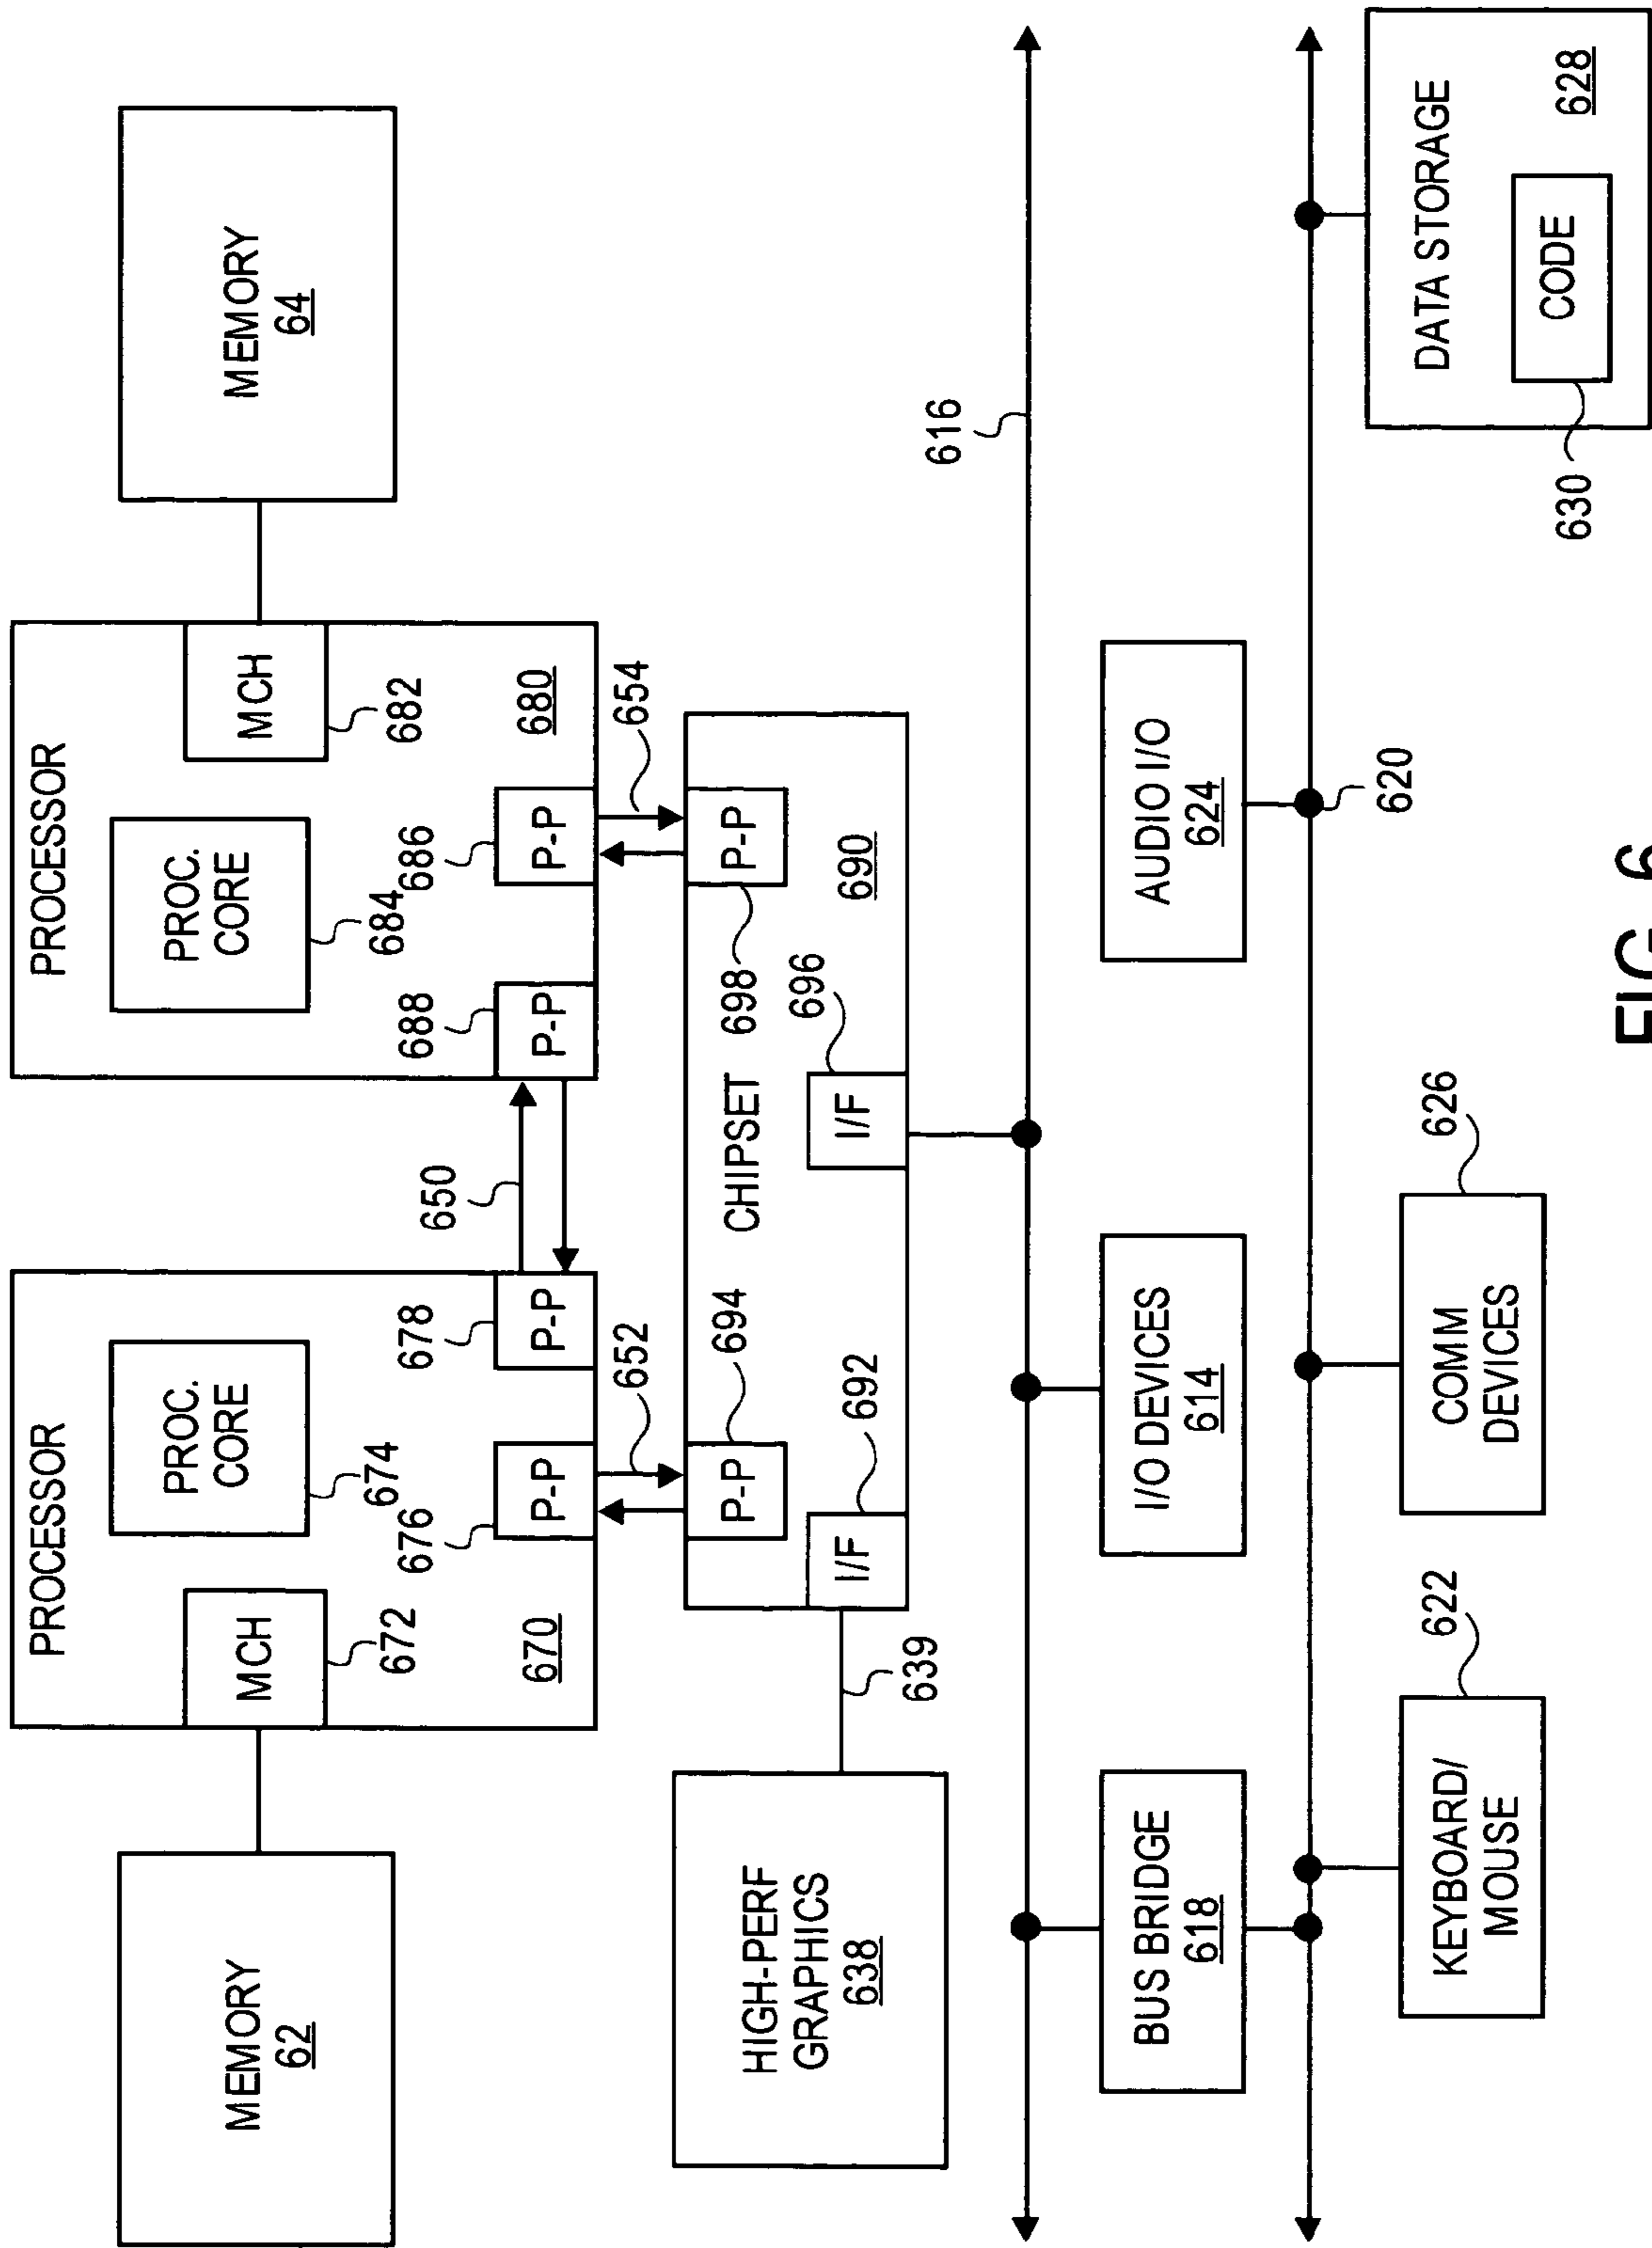 PROCESSOR
PROCESSOR
MEMORY
62
MCH
672
PROC.
CORE
674
670
676
P-P
678
P-P
650
688
P-P
PROC.
CORE
684
686
P-P
MCH
682
680
MEMORY
64
652
654
HIGH-PERF
GRAPHICS
638
639
P-P
694
I/F
692
CHIPSET
P-P
698
I/F
696
690
616
BUS BRIDGE
618
I/O DEVICES
614
AUDIO I/O
624
620
KEYBOARD/
MOUSE
622
COMM
DEVICES
626
DATA STORAGE
628
CODE
630
FIG. 6